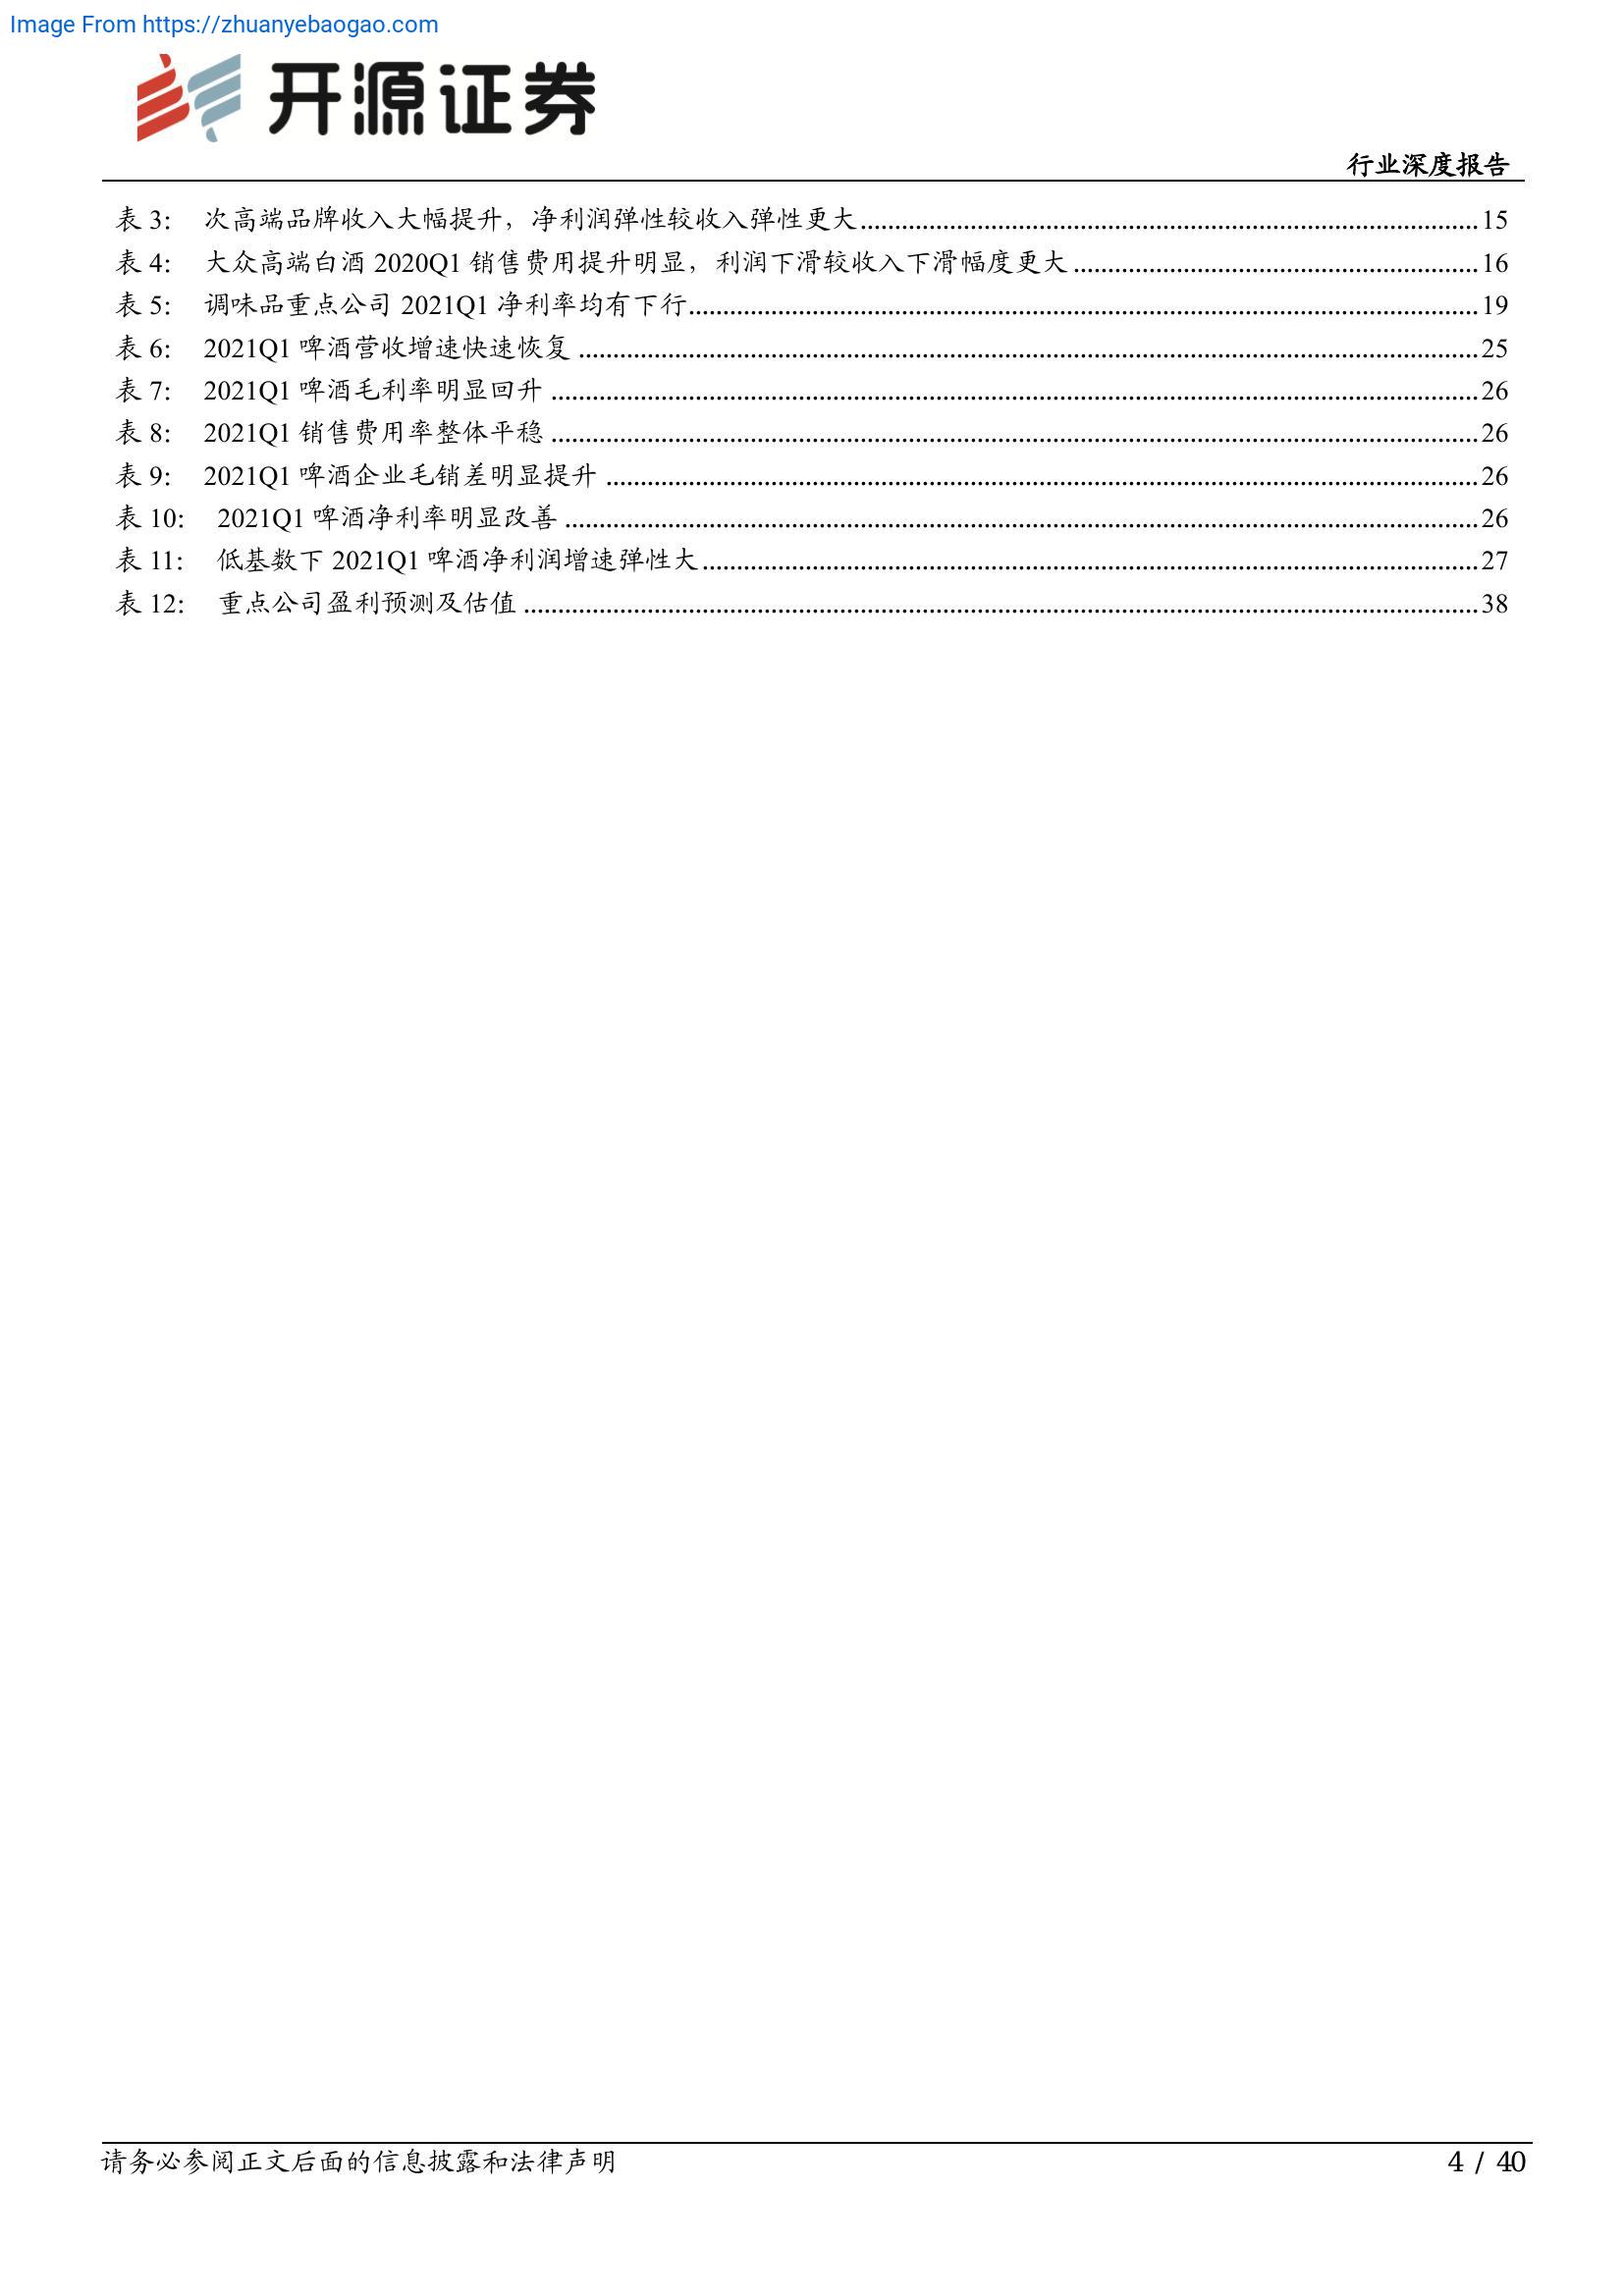 Image From https://zhuanyebaogao.com
开源证券
行业深度报告
表 3： 次高端品牌收入大幅提升，净利润弹性较收入弹性更大 15
表 4： 大众高端白酒 2020Q1 销售费用提升明显，利润下滑较收入下滑幅度更大 16
表 5： 调味品重点公司 2021Q1 净利率均有下行 19
表 6： 2021Q1 啤酒营收增速快速恢复 25
表 7： 2021Q1 啤酒毛利率明显回升 26
表 8： 2021Q1 销售费用率整体平稳 26
表 9： 2021Q1 啤酒企业毛销差明显提升 26
表 10： 2021Q1 啤酒净利率明显改善 26
表 11： 低基数下 2021Q1 啤酒净利润增速弹性大 27
表 12： 重点公司盈利预测及估值 38
请务必参阅正文后面的信息披露和法律声明 4 / 40